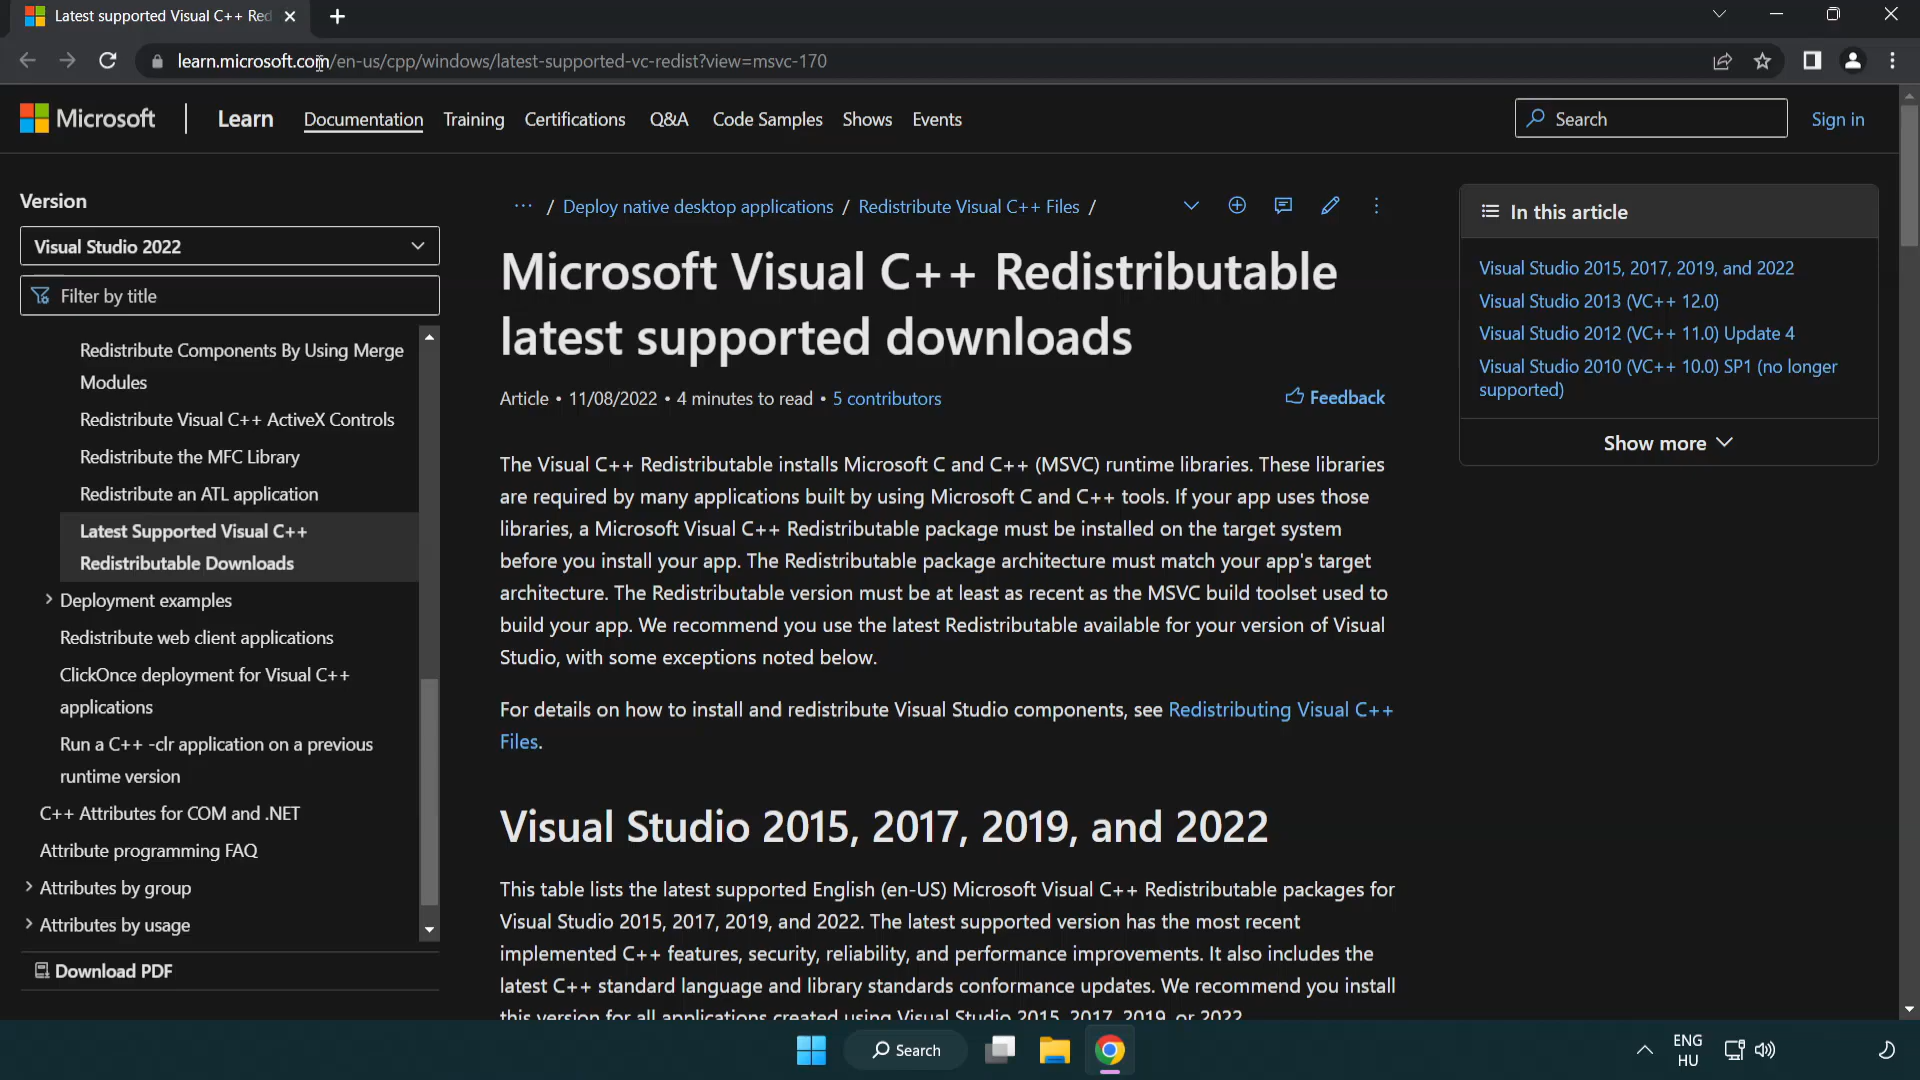 Latest supported Visual C++ Red
learn.microsoft.com/en-us/cpp/windows/latest-supported-vc-redist?view=msvc-170
Microsoft
Learn
Documentation
Training
Certifications
Q&A
Code Samples
Shows
Events
Search
Sign in
Version
Visual Studio 2022
Filter by title
Redistribute Components By Using Merge
Modules
Redistribute Visual C++ ActiveX Controls
Redistribute the MFC Library
Redistribute an ATL application
Latest Supported Visual C++
Redistributable Downloads
Deployment examples
Redistribute web client applications
ClickOnce deployment for Visual C++
applications
Run a C++ -clr application on a previous
runtime version
C++ Attributes for COM and .NET
Attribute programming FAQ
Attributes by group
Attributes by usage
Download PDF
··· / Deploy native desktop applications / Redistribute Visual C++ Files /
Microsoft Visual C++ Redistributable
latest supported downloads
Article • 11/08/2022 • 4 minutes to read • 5 contributors
Feedback
The Visual C++ Redistributable installs Microsoft C and C++ (MSVC) runtime libraries. These libraries
are required by many applications built by using Microsoft C and C++ tools. If your app uses those
libraries, a Microsoft Visual C++ Redistributable package must be installed on the target system
before you install your app. The Redistributable package architecture must match your app's target
architecture. The Redistributable version must be at least as recent as the MSVC build toolset used to
build your app. We recommend you use the latest Redistributable available for your version of Visual
Studio, with some exceptions noted below.
For details on how to install and redistribute Visual Studio components, see Redistributing Visual C++
Files.
Visual Studio 2015, 2017, 2019, and 2022
This table lists the latest supported English (en-US) Microsoft Visual C++ Redistributable packages for
Visual Studio 2015, 2017, 2019, and 2022. The latest supported version has the most recent
implemented C++ features, security, reliability, and performance improvements. It also includes the
latest C++ standard language and library standards conformance updates. We recommend you install
this version for all applications created using Visual Studio 2015, 2017, 2019, or 2022.
In this article
Visual Studio 2015, 2017, 2019, and 2022
Visual Studio 2013 (VC++ 12.0)
Visual Studio 2012 (VC++ 11.0) Update 4
Visual Studio 2010 (VC++ 10.0) SP1 (no longer
supported)
Show more
Search
ENG
HU